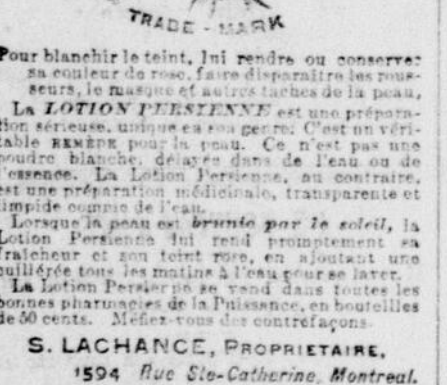 TRADE-MARK
Pour blanchir le teint, lui rendre ou conserver
sa couleur de rose, faire disparaitre les rous-
seurs, le masque et autres taches de la peau,
La LOTION PERSIENNE est une prépara-
tion sérieuse, unique en son genre. C'est un véri-
table REMÈDE pour la peau. Ce n'est pas une
poudre blanche, délayée dans de l'eau ou de
l'essence. La Lotion Persienne, au contraire,
est une préparation médicinale, transparente et
limpide comme de l'eau.
Lorsque la peau est brunie par le soleil, la
Lotion Persienne lui rend promptement sa
fraicheur et son teint rose, en ajoutant une
cuillérée tous les matins à l'eau pour se laver.
La Lotion Persienne se vend dans toutes les
bonnes pharmacies de la Puissance, en bouteilles
de 50 cents. Méfiez-vous des contrefaçons.
S. LACHANCE, PROPRIETAIRE,
1594 Rue Ste-Catherine, Montreal.